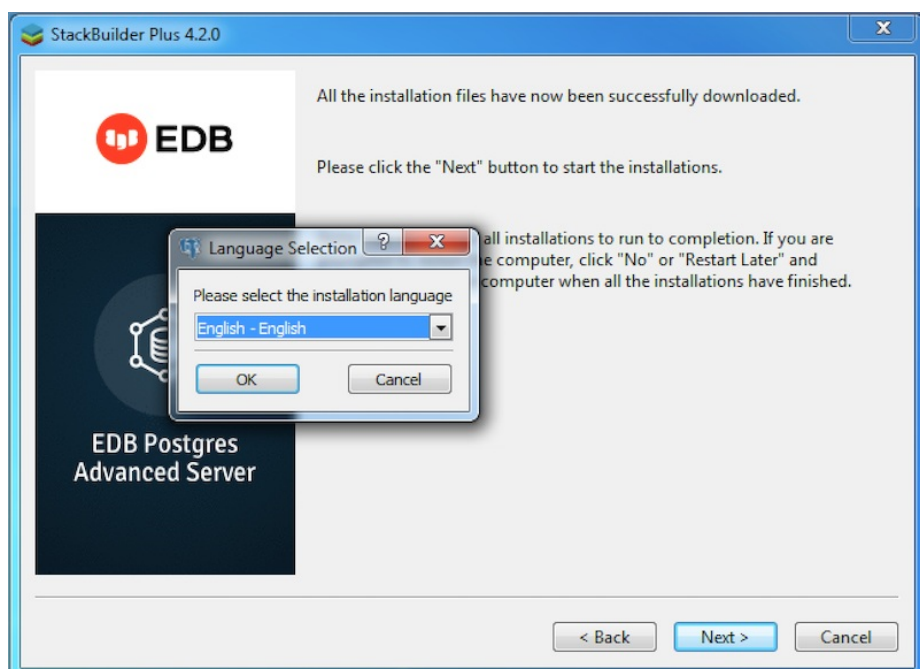 StackBuilder Plus 4.2.0
EDB
All the installation files have now been successfully downloaded.
Please click the "Next" button to start the installations.
all installations to run to completion. If you are
e computer, click "No" or "Restart Later" and
computer when all the installations have finished.
Language Selection
Please select the installation language
English - English
OK Cancel
EDB Postgres
Advanced Server
< Back Next > Cancel